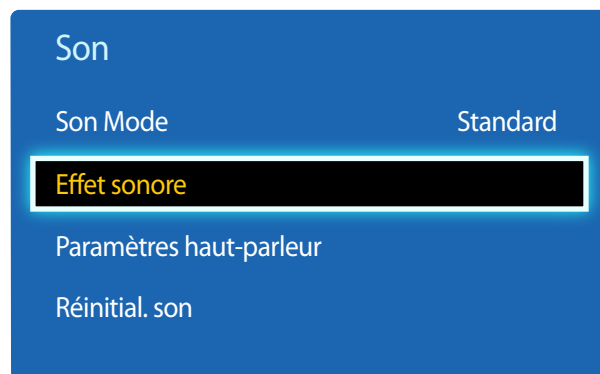 Son
Son Mode Standard
Effet sonore
Paramètres haut-parleur
Réinitial. son